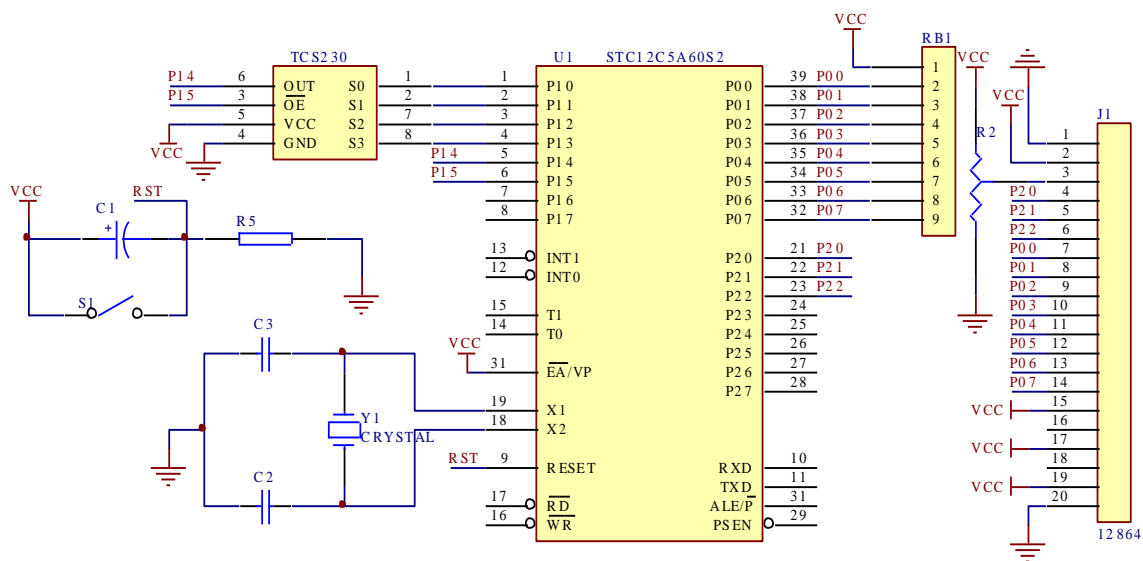 TCS230
P14 6 OUT S0 1
P15 3 OE S1 2
5 VCC S2 7
4 GND S3 8
VCC
U1 STC12C5A60S2
1 P10 P00 39 P00
2 P11 P01 38 P01
3 P12 P02 37 P02
4 P13 P03 36 P03
P14 5 P14 P04 35 P04
P15 6 P15 P05 34 P05
7 P16 P06 33 P06
8 P17 P07 32 P07
13 INT1 P20 21 P20
12 INT0 P21 22 P21
P22 23 P22
15 T1 P23 24
14 T0 P24 25
P25 26
VCC 31 EA/VP P26 27
P27 28
19 X1
18 X2
RST 9 RESET RXD 10
TXD 11
17 RD ALE/P 31
16 WR PSEN 29
VCC RST
C1
+
R5
S1
C3
Y1
CRYSTAL
C2
VCC
RB1
1
2
3
4
5
6
7
8
9
VCC
R2
VCC
J1
1
2
3
P20 4
P21 5
P22 6
P00 7
P01 8
P02 9
P03 10
P04 11
P05 12
P06 13
P07 14
VCC 15
16
VCC 17
18
VCC 19
20
12864